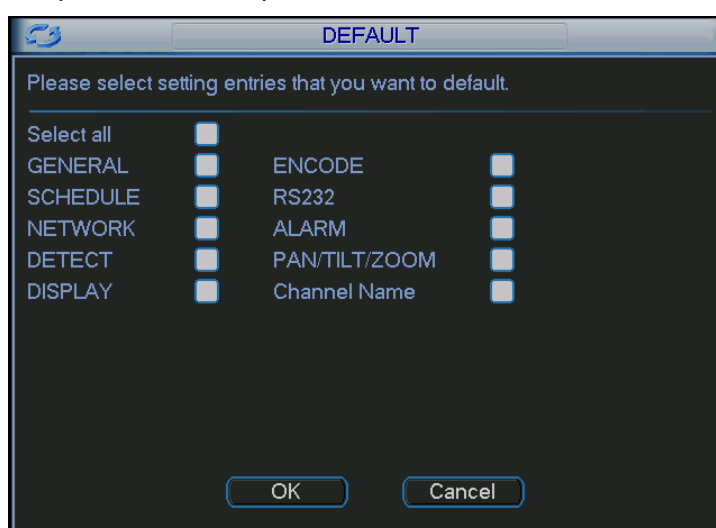 DEFAULT
Please select setting entries that you want to default.
Select all
GENERAL ENCODE
SCHEDULE RS232
NETWORK ALARM
DETECT PAN/TILT/ZOOM
DISPLAY Channel Name
OK Cancel